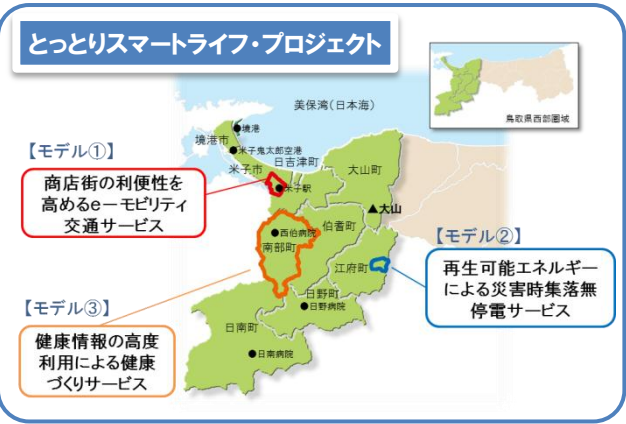 とっとりスマートライフ・プロジェクト
美保湾(日本海)
鳥取県西部圏域
境港
境港市
米子鬼太郎空港
日吉津町
米子市
大山町
米子駅
▲大山
伯耆町
西伯病院
南部町
江府町
日野町
日野病院
日南町
日南病院
【モデル①】
商店街の利便性を
高めるe-モビリティ
交通サービス
【モデル②】
再生可能エネルギー
による災害時集落無
停電サービス
【モデル③】
健康情報の高度
利用による健康
づくりサービス